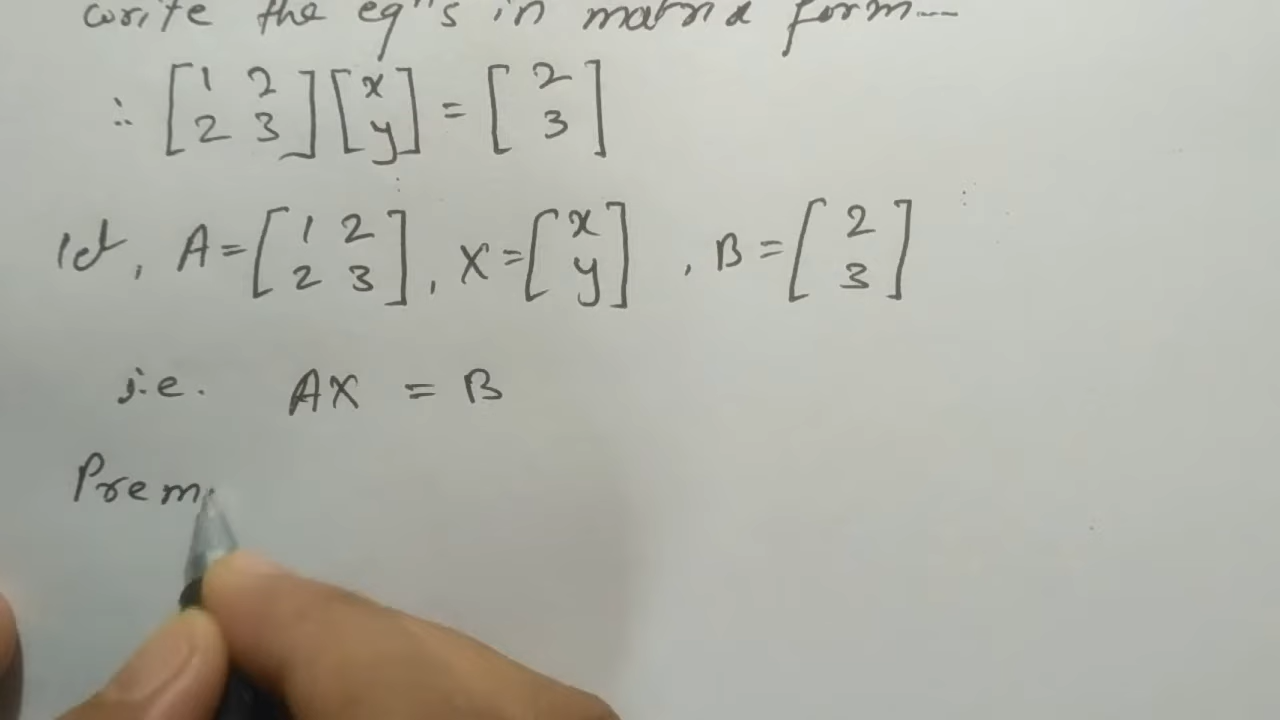 write the eqⁿs in matrix form---
∴ [1 2 2 3] [x y] = [2 3]
let, A = [1 2 2 3], X = [x y], B = [2 3]
i.e. AX = B
Prem